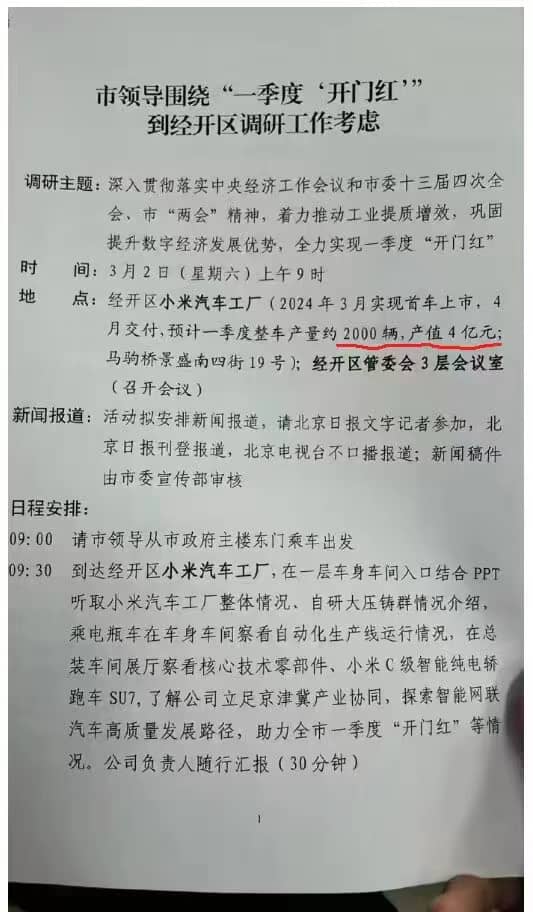 市领导围绕“一季度‘开门红’”
到经开区调研工作考虑
调研主题：深入贯彻落实中央经济工作会议和市委十三届四次全
会、市“两会”精神，着力推动工业提质增效，巩固
提升数字经济发展优势，全力实现一季度“开门红”
时　　间：3月2日（星期六）上午9时
地　　点：经开区小米汽车工厂（2024年3月实现首车上市，4
月交付，预计一季度整车产量约2000辆，产值4亿元；
马驹桥景盛南四街19号）；经开区管委会3层会议室
（召开会议）
新闻报道：活动拟安排新闻报道，请北京日报文字记者参加，北
京日报刊登报道，北京电视台不口播报道；新闻稿件
由市委宣传部审核
日程安排：
09:00　请市领导从市政府主楼东门乘车出发
09:30　到达经开区小米汽车工厂，在一层车身车间入口结合PPT
听取小米汽车工厂整体情况、自研大压铸群情况介绍，
乘电瓶车在车身车间察看自动化生产线运行情况，在总
装车间展厅察看核心技术零部件、小米C级智能纯电轿
跑车SU7，了解公司立足京津冀产业协同，探索智能网联
汽车高质量发展路径，助力全市一季度“开门红”等情
况。公司负责人随行汇报（30分钟）
1